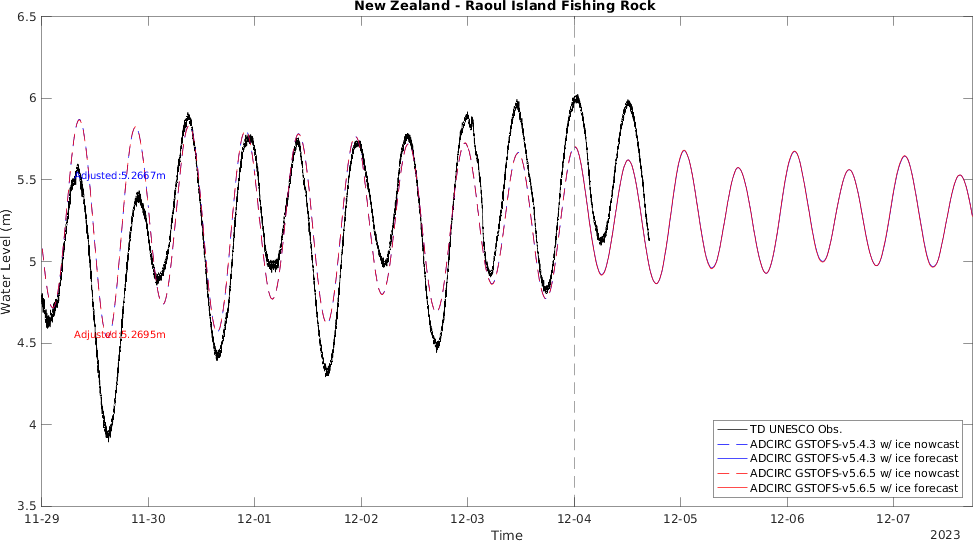 New Zealand - Raoul Island Fishing Rock
6.5
6
5.5
5
4.5
4
3.5
Water Level (m)
Adjusted:5.2667m
Adjusted:5.2695m
TD UNESCO Obs.
ADCIRC GSTOFS-v5.4.3 w/ ice nowcast
ADCIRC GSTOFS-v5.4.3 w/ ice forecast
ADCIRC GSTOFS-v5.6.5 w/ ice nowcast
ADCIRC GSTOFS-v5.6.5 w/ ice forecast
11-29 11-30 12-01 12-02 12-03 12-04 12-05 12-06 12-07
Time
2023